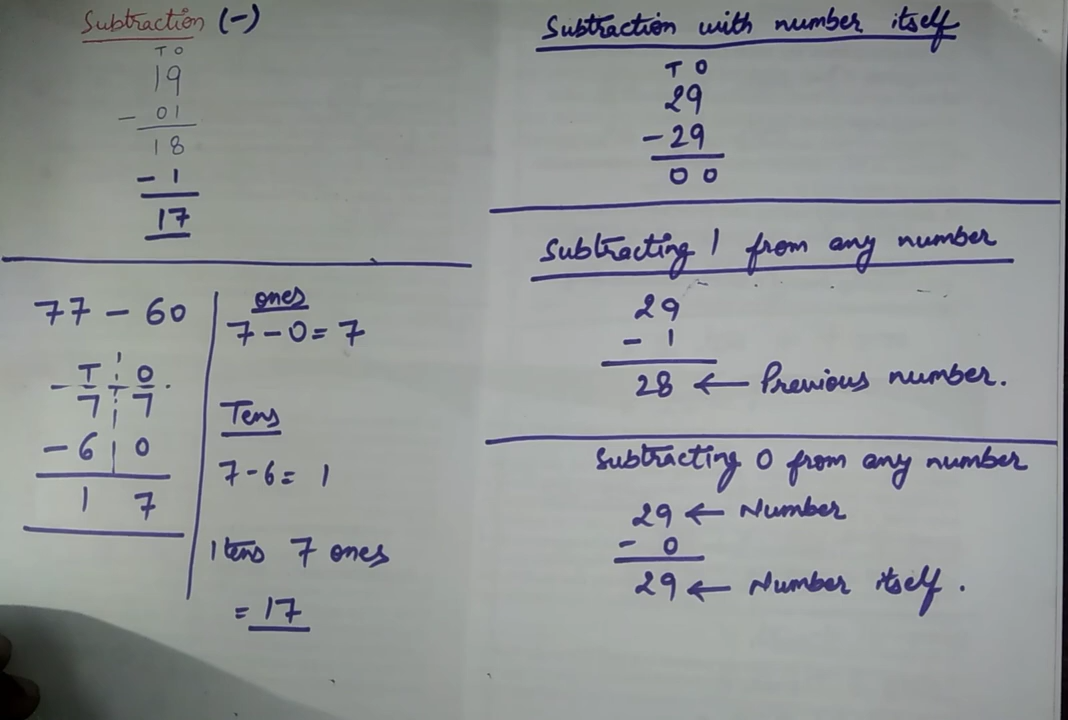 Subtraction (-)
T O
19
- 01
18
- 1
17
77 - 60
T O
7 7
- 6 0
1 7
ones
7 - 0 = 7
Tens
7 - 6 = 1
1 tens 7 ones
= 17
Subtraction with number itself
T O
29
- 29
0 0
Subtracting 1 from any number
29
- 1
28 ← Previous number.
Subtracting 0 from any number
29 ← Number
- 0
29 ← Number itself.